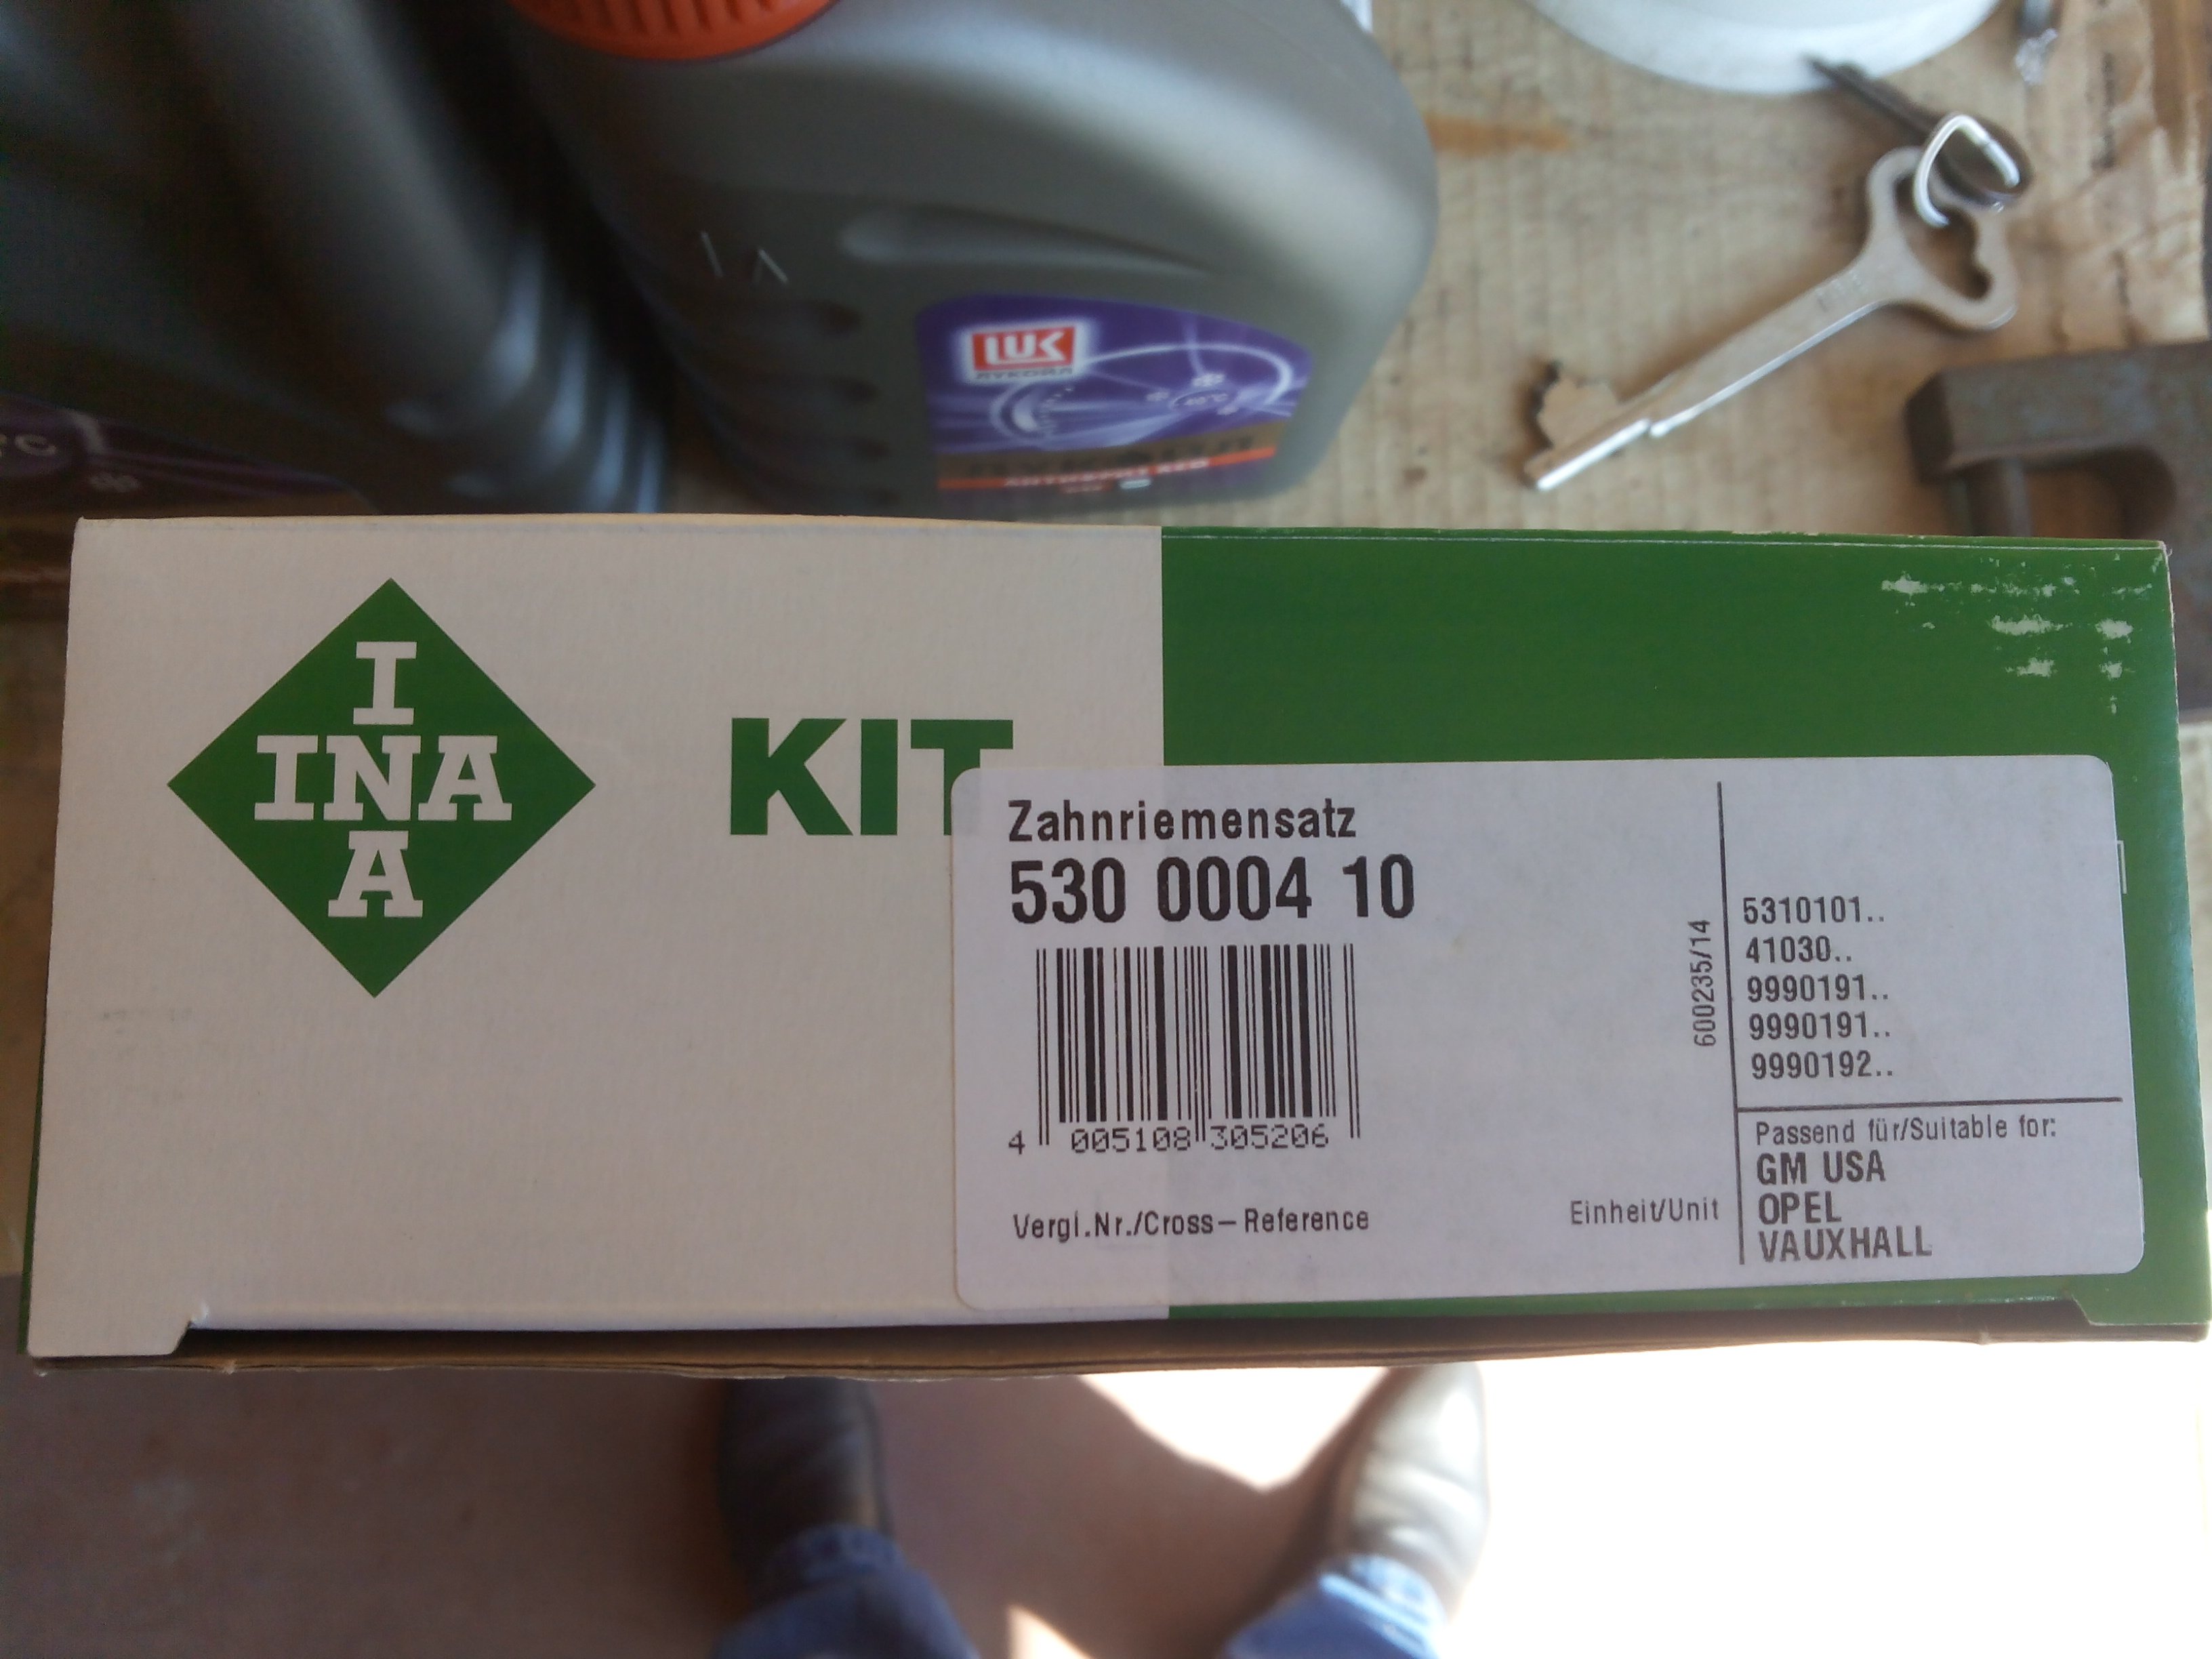 LUK
I
INA
A
KIT
Zahnriemensatz
530 0004 10
4 005108 305206
Vergl.Nr./Cross-Reference
Einheit/Unit
600235/14
5310101..
41030..
9990191..
9990191..
9990192..
Passend für/Suitable for:
GM USA
OPEL
VAUXHALL